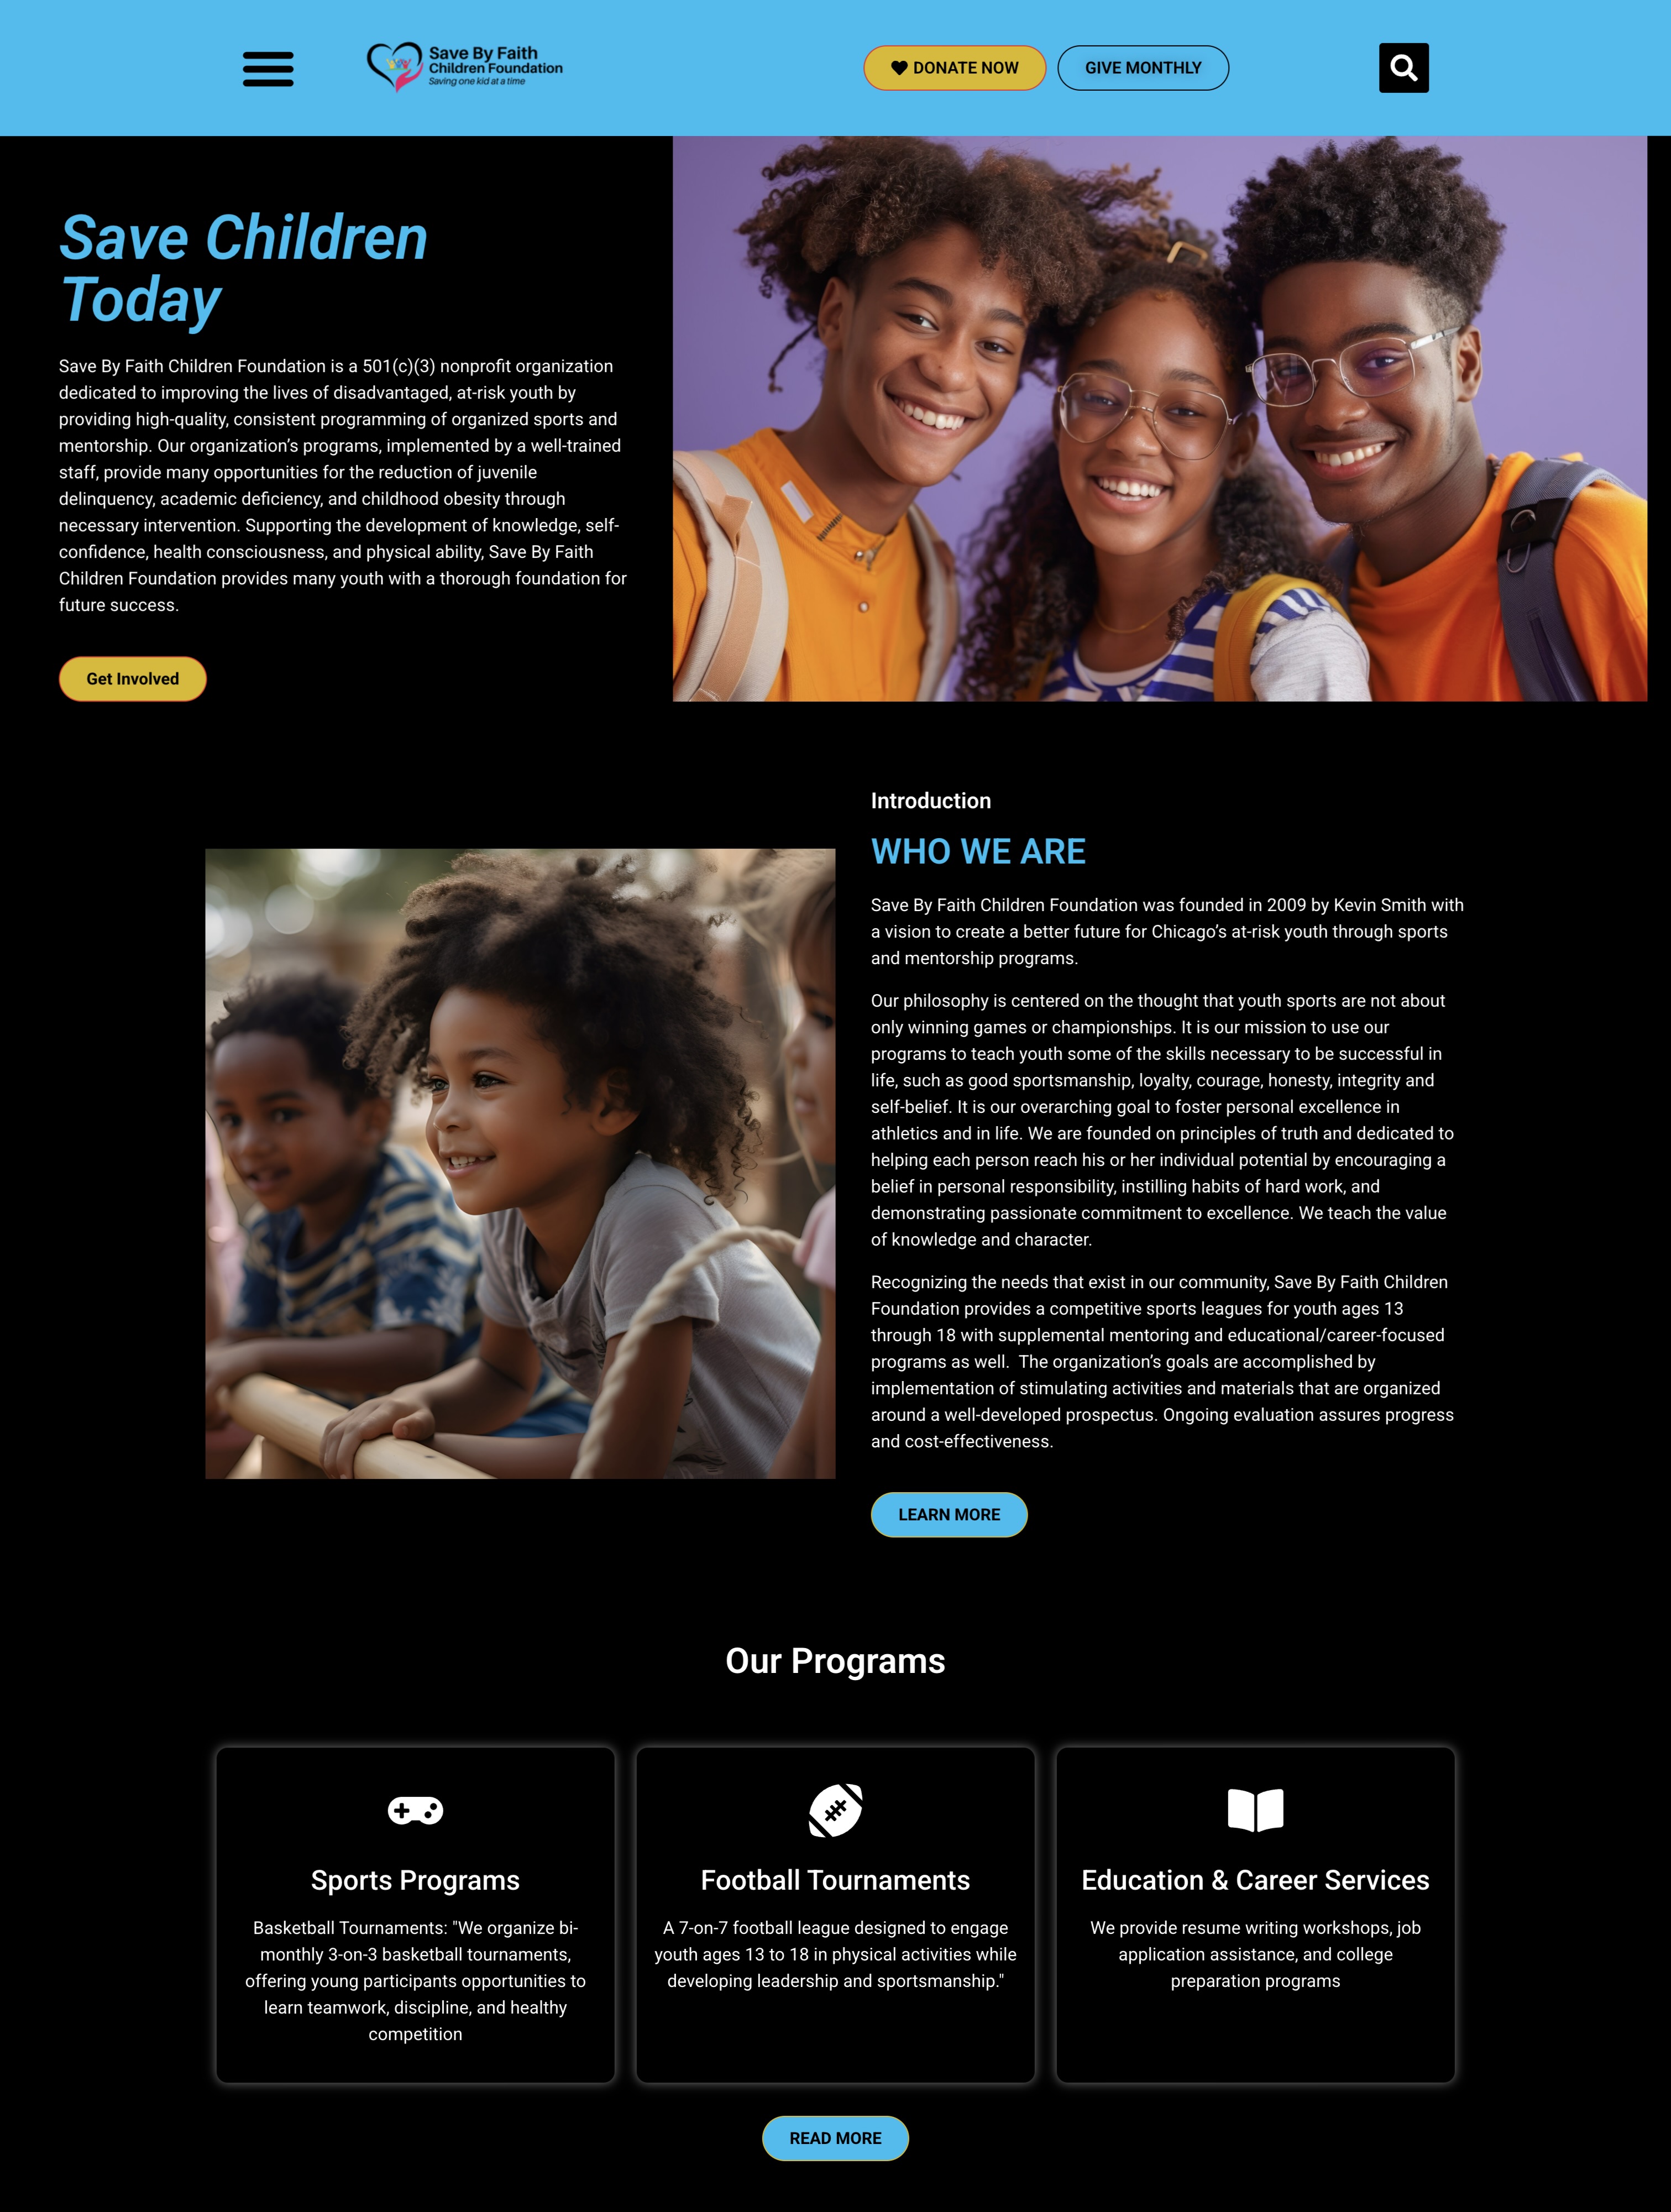 Save By Faith
Children Foundation
Saving one kid at a time
DONATE NOW
GIVE MONTHLY
Save Children
Today
Save By Faith Children Foundation is a 501(c)(3) nonprofit organization
dedicated to improving the lives of disadvantaged, at-risk youth by
providing high-quality, consistent programming of organized sports and
mentorship. Our organization’s programs, implemented by a well-trained
staff, provide many opportunities for the reduction of juvenile
delinquency, academic deficiency, and childhood obesity through
necessary intervention. Supporting the development of knowledge, self-
confidence, health consciousness, and physical ability, Save By Faith
Children Foundation provides many youth with a thorough foundation for
future success.
Get Involved
Introduction
WHO WE ARE
Save By Faith Children Foundation was founded in 2009 by Kevin Smith with
a vision to create a better future for Chicago’s at-risk youth through sports
and mentorship programs.
Our philosophy is centered on the thought that youth sports are not about
only winning games or championships. It is our mission to use our
programs to teach youth some of the skills necessary to be successful in
life, such as good sportsmanship, loyalty, courage, honesty, integrity and
self-belief. It is our overarching goal to foster personal excellence in
athletics and in life. We are founded on principles of truth and dedicated to
helping each person reach his or her individual potential by encouraging a
belief in personal responsibility, instilling habits of hard work, and
demonstrating passionate commitment to excellence. We teach the value
of knowledge and character.
Recognizing the needs that exist in our community, Save By Faith Children
Foundation provides a competitive sports leagues for youth ages 13
through 18 with supplemental mentoring and educational/career-focused
programs as well.  The organization’s goals are accomplished by
implementation of stimulating activities and materials that are organized
around a well-developed prospectus. Ongoing evaluation assures progress
and cost-effectiveness.
LEARN MORE
Our Programs
Sports Programs
Basketball Tournaments: "We organize bi-
monthly 3-on-3 basketball tournaments,
offering young participants opportunities to
learn teamwork, discipline, and healthy
competition
Football Tournaments
A 7-on-7 football league designed to engage
youth ages 13 to 18 in physical activities while
developing leadership and sportsmanship."
Education & Career Services
We provide resume writing workshops, job
application assistance, and college
preparation programs
READ MORE